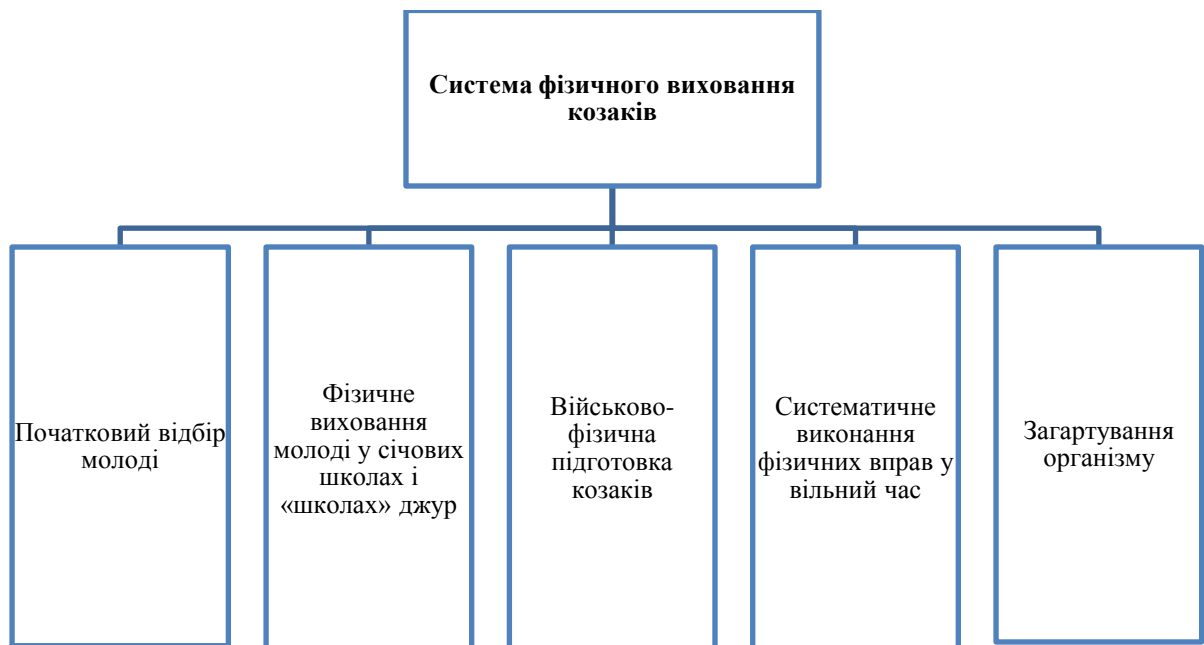 Система фізичного виховання
козаків
Початковий відбір
молоді
Фізичне
виховання
молоді у січових
школах і
«школах» джур
Військово-
фізична
підготовка
козаків
Систематичне
виконання
фізичних вправ у
вільний час
Загартування
організму